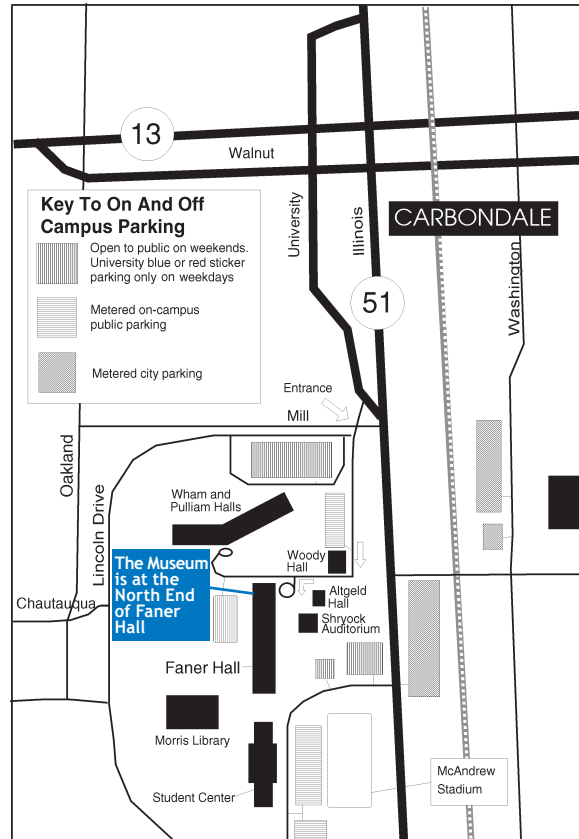 13
Walnut
Key To On And Off
Campus Parking
Open to public on weekends.
University blue or red sticker
parking only on weekdays
Metered on-campus
public parking
Metered city parking
University
Illinois
CARBONDALE
Washington
51
Entrance
Mill
Oakland
Lincoln Drive
Wham and
Pulliam Halls
Woody
Hall
The Museum
is at the
North End
of Faner
Hall
Altgeld
Hall
Shryock
Auditorium
Chautauqua
Faner Hall
Morris Library
Student Center
McAndrew
Stadium